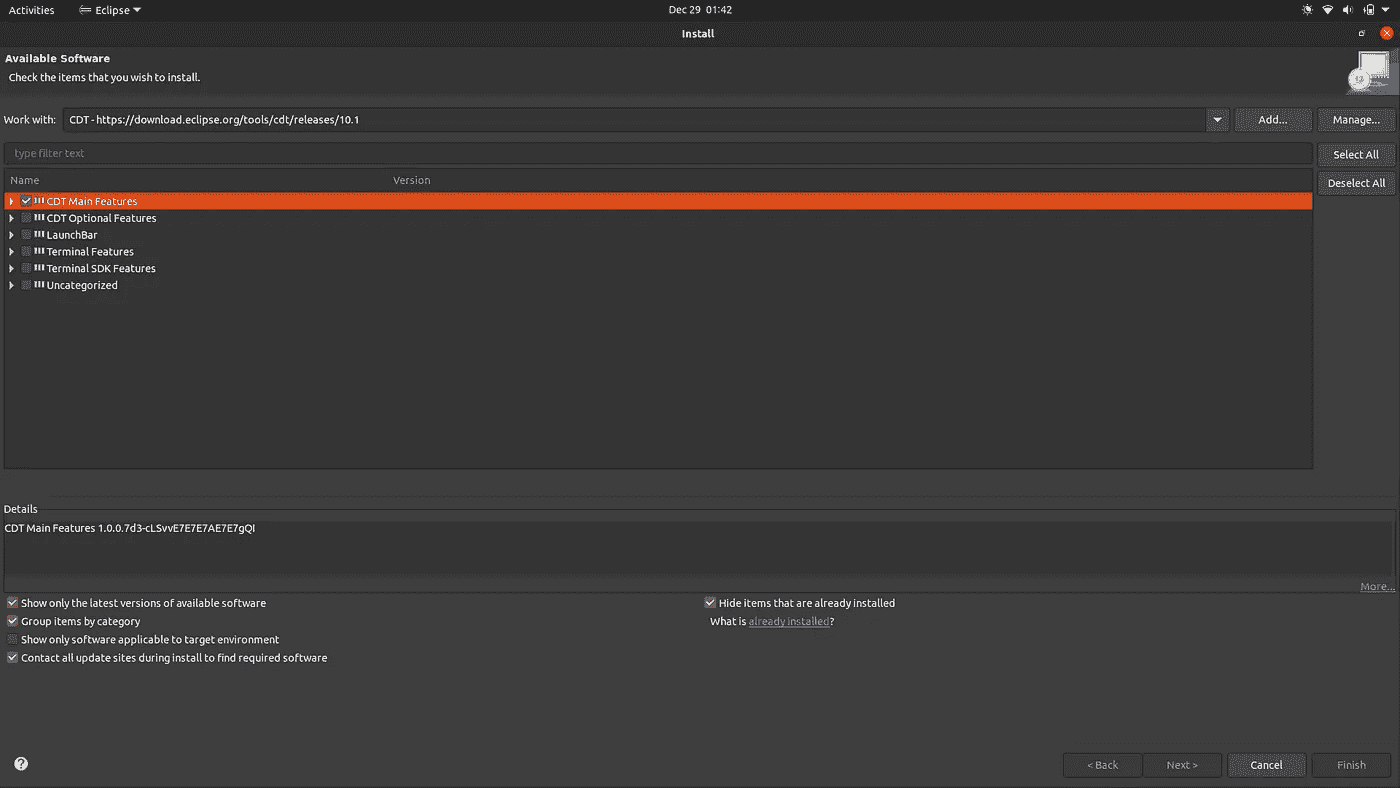 Activities Eclipse Dec 29 01:42
Install
Available Software
Check the items that you wish to install.
Work with: CDT - https://download.eclipse.org/tools/cdt/releases/10.1 Add... Manage...
type filter text Select All
Name Version Deselect All
CDT Main Features
CDT Optional Features
LaunchBar
Terminal Features
Terminal SDK Features
Uncategorized
Details
CDT Main Features 1.0.0.7d3-cLSvvE7E7E7AE7E7gQI
More...
Show only the latest versions of available software Hide items that are already installed
Group items by category What is already installed?
Show only software applicable to target environment
Contact all update sites during install to find required software
? < Back Next > Cancel Finish